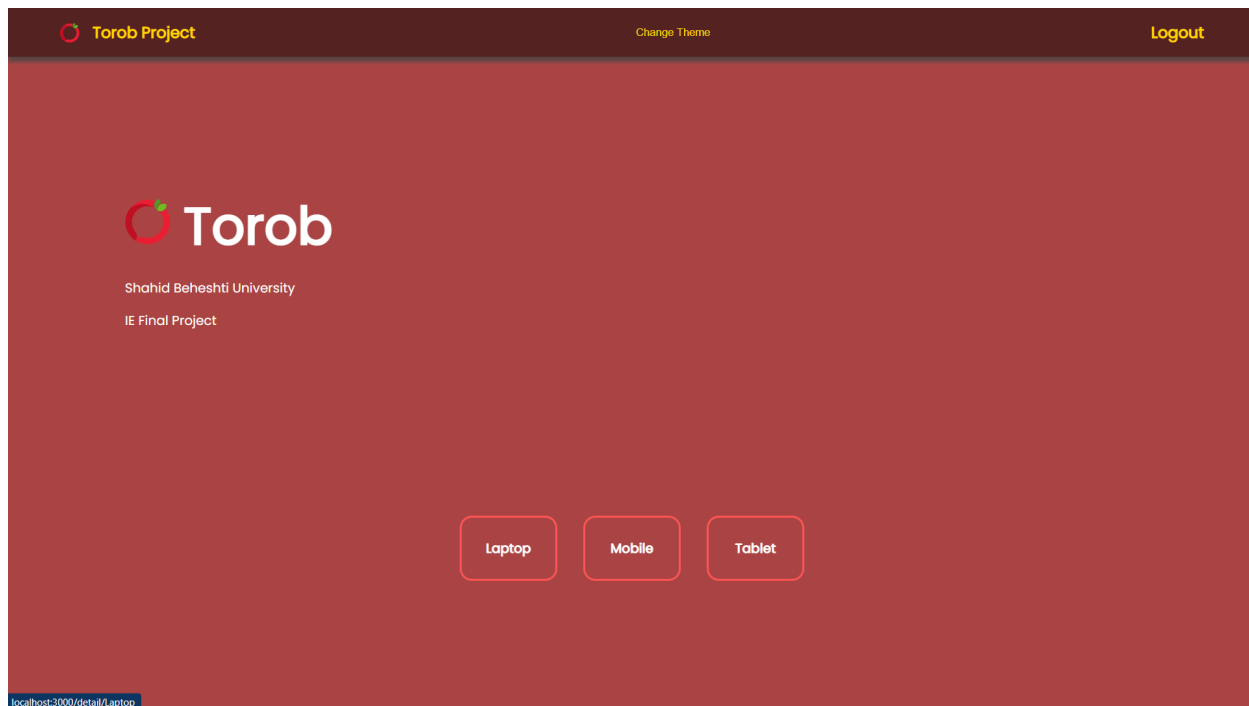 Torob Project Change Theme Logout
Torob
Shahid Beheshti University
IE Final Project
Laptop Mobile Tablet
localhost:3000/detail/Laptop